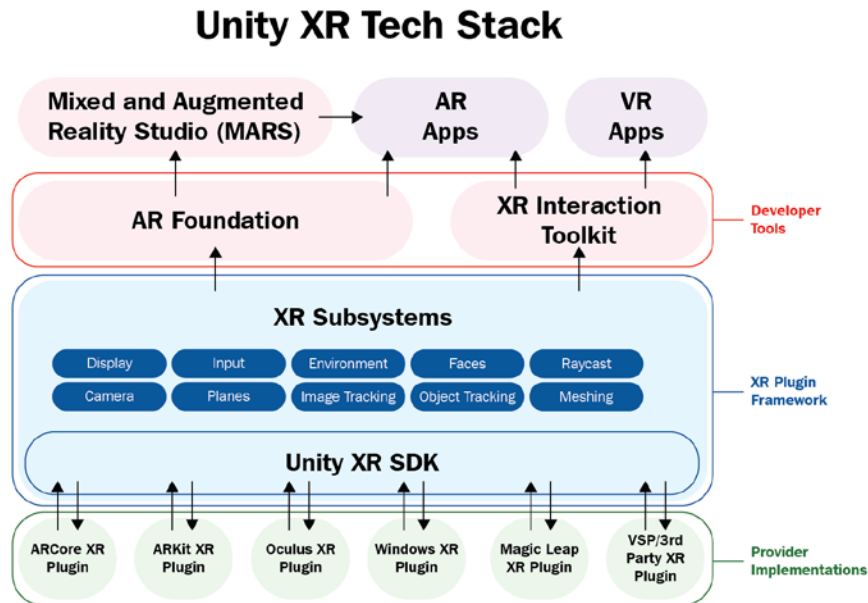 Unity XR Tech Stack
Mixed and Augmented
Reality Studio (MARS)
AR
Apps
VR
Apps
AR Foundation
XR Interaction
Toolkit
Developer
Tools
XR Subsystems
Display
Input
Environment
Faces
Raycast
Camera
Planes
Image Tracking
Object Tracking
Meshing
XR Plugin
Framework
Unity XR SDK
ARCore XR
Plugin
ARKit XR
Plugin
Oculus XR
Plugin
Windows XR
Plugin
Magic Leap
XR Plugin
VSP/3rd
Party XR
Plugin
Provider
Implementations